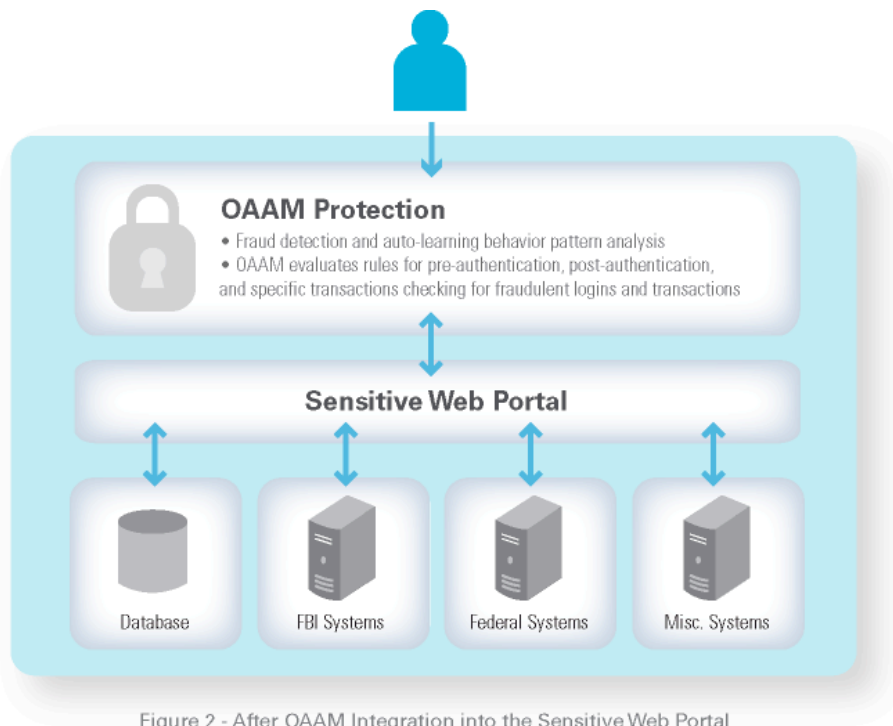 OAAM Protection
• Fraud detection and auto-learning behavior pattern analysis
• OAAM evaluates rules for pre-authentication, post-authentication,
and specific transactions checking for fraudulent logins and transactions
Sensitive Web Portal
Database
FBI Systems
Federal Systems
Misc. Systems
Figure 2 - After OAAM Integration into the Sensitive Web Portal